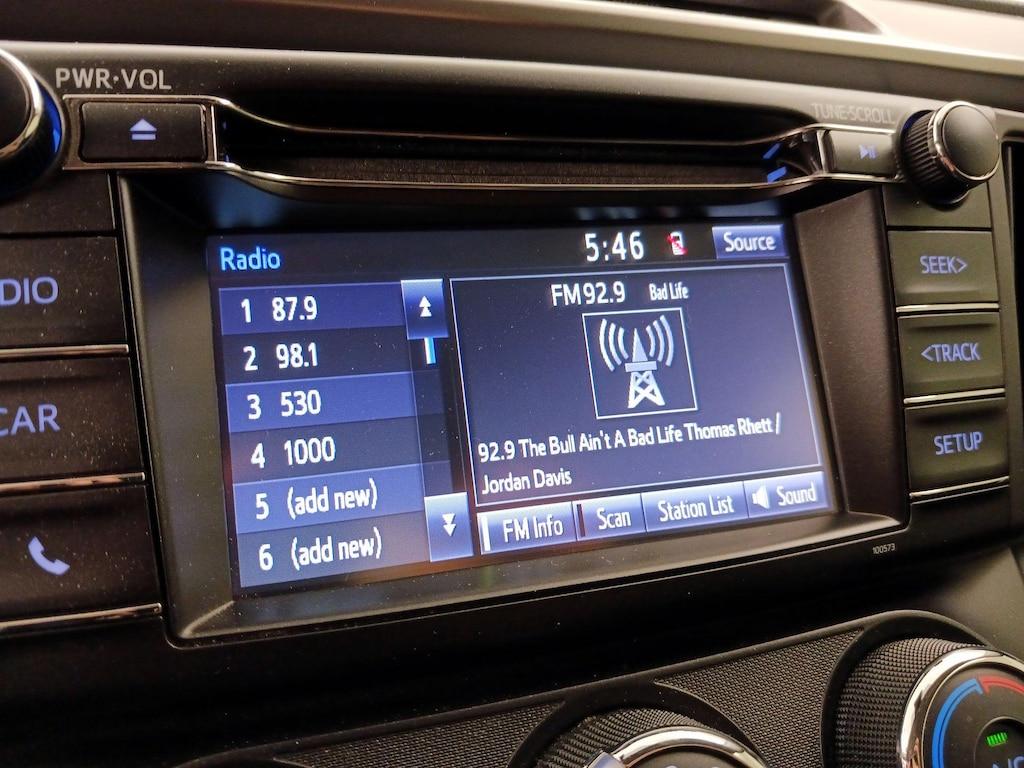 PWR•VOL
TUNE•SCROLL
DIO
CAR
Radio
5:46
Source
1 87.9
2 98.1
3 530
4 1000
5 (add new)
6 (add new)
FM 92.9 Bad Life
92.9 The Bull Ain't A Bad Life Thomas Rhett /
Jordan Davis
FM Info
Scan
Station List
Sound
SEEK>
<TRACK
SETUP
100573